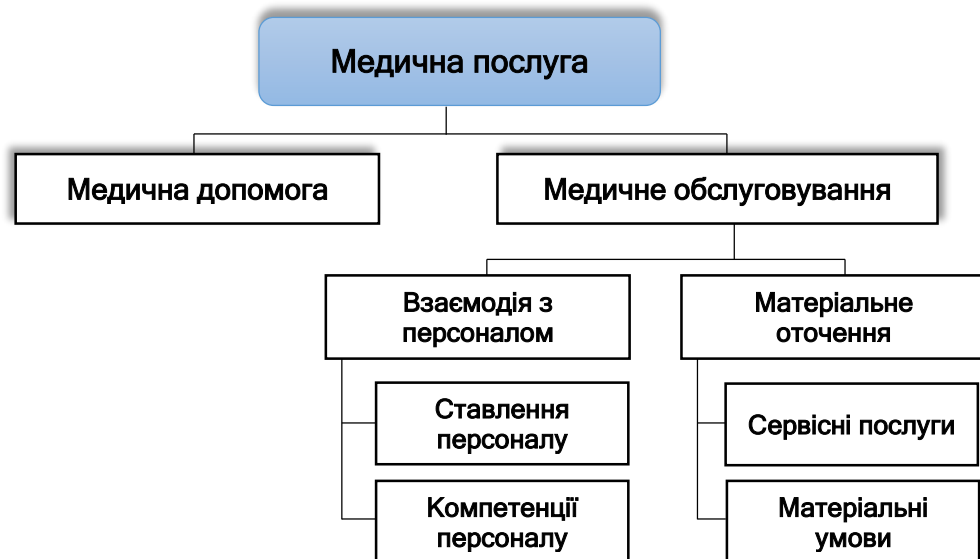 Медична послуга
Медична допомога
Медичне обслуговування
Взаємодія з
персоналом
Матеріальне
оточення
Ставлення
персоналу
Сервісні послуги
Компетенції
персоналу
Матеріальні
умови